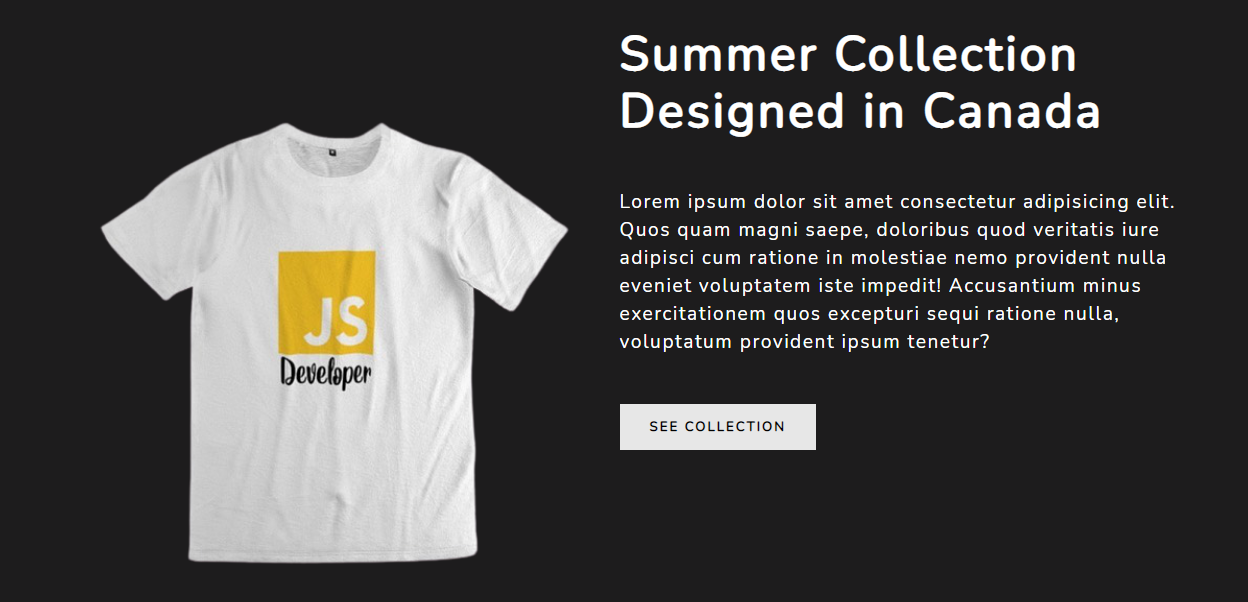 Summer Collection
Designed in Canada
Lorem ipsum dolor sit amet consectetur adipisicing elit.
Quos quam magni saepe, doloribus quod veritatis iure
adipisci cum ratione in molestiae nemo provident nulla
eveniet voluptatem iste impedit! Accusantium minus
exercitationem quos excepturi sequi ratione nulla,
voluptatum provident ipsum tenetur?
SEE COLLECTION
JS
Developer